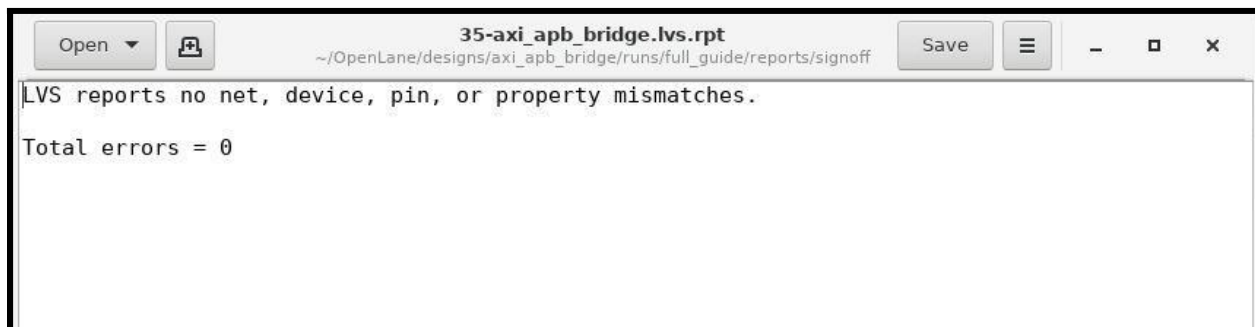 Open
35-axi_apb_bridge.lvs.rpt
~/OpenLane/designs/axi_apb_bridge/runs/full_guide/reports/signoff
Save
LVS reports no net, device, pin, or property mismatches.
Total errors = 0